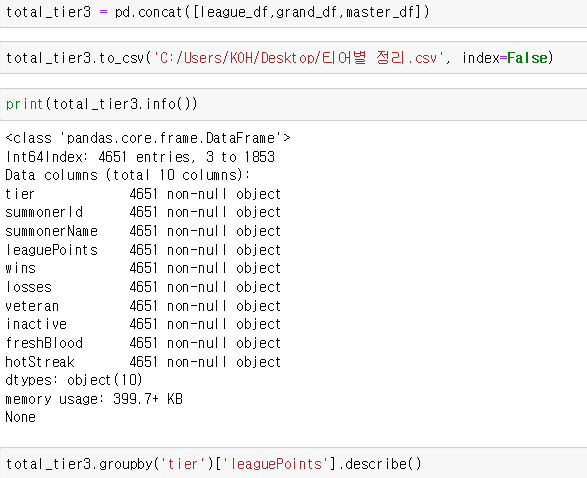 total_tier3 = pd.concat([league_df,grand_df,master_df])
total_tier3.to_csv('C:/Users/KOH/Desktop/티어별 정리.csv', index=False)
print(total_tier3.info())
<class 'pandas.core.frame.DataFrame'>
Int64Index: 4651 entries, 3 to 1853
Data columns (total 10 columns):
tier 4651 non-null object
summonerId 4651 non-null object
summonerName 4651 non-null object
leaguePoints 4651 non-null object
wins 4651 non-null object
losses 4651 non-null object
veteran 4651 non-null object
inactive 4651 non-null object
freshBlood 4651 non-null object
hotStreak 4651 non-null object
dtypes: object(10)
memory usage: 399.7+ KB
None
total_tier3.groupby('tier')['leaguePoints'].describe()